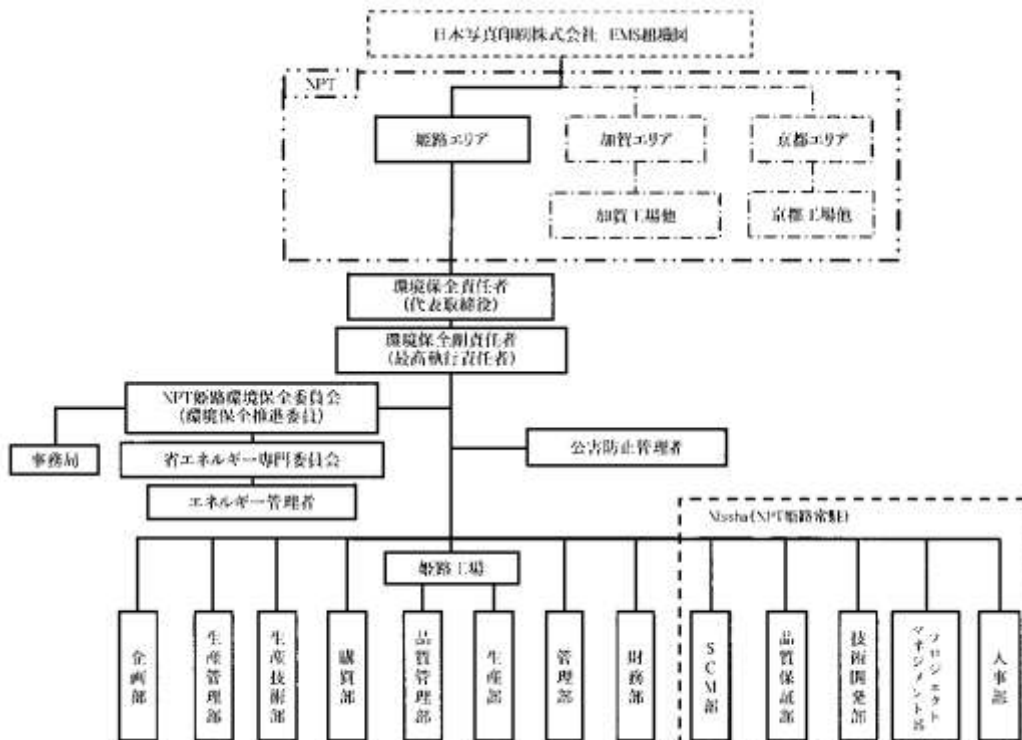 日本写真印刷株式会社 EMS組織図
NPT
姫路エリア
加賀エリア
京都エリア
加賀工場他
京都工場他
環境保全責任者
(代表取締役)
環境保全副責任者
(最高執行責任者)
NPT姫路環境保全委員会
(環境保全推進委員)
事務局
省エネルギー専門委員会
エネルギー管理者
公害防止管理者
Nissha(NPT姫路常駐)
姫路工場
企画部
生産管理部
生産技術部
購買部
品質管理部
生産部
管理部
財務部
SCM部
品質保証部
技術開発部
プロジェクト
マネジメント部
人事部